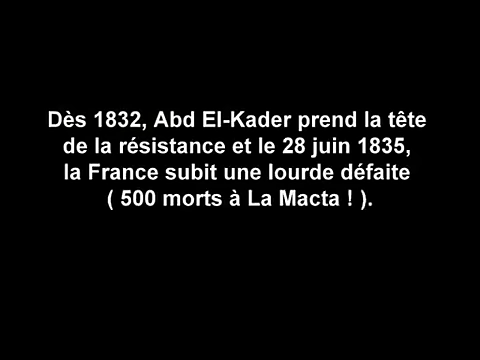 Dès 1832, Abd El-Kader prend la tête
de la résistance et le 28 juin 1835,
la France subit une lourde défaite
( 500 morts à La Macta ! ).